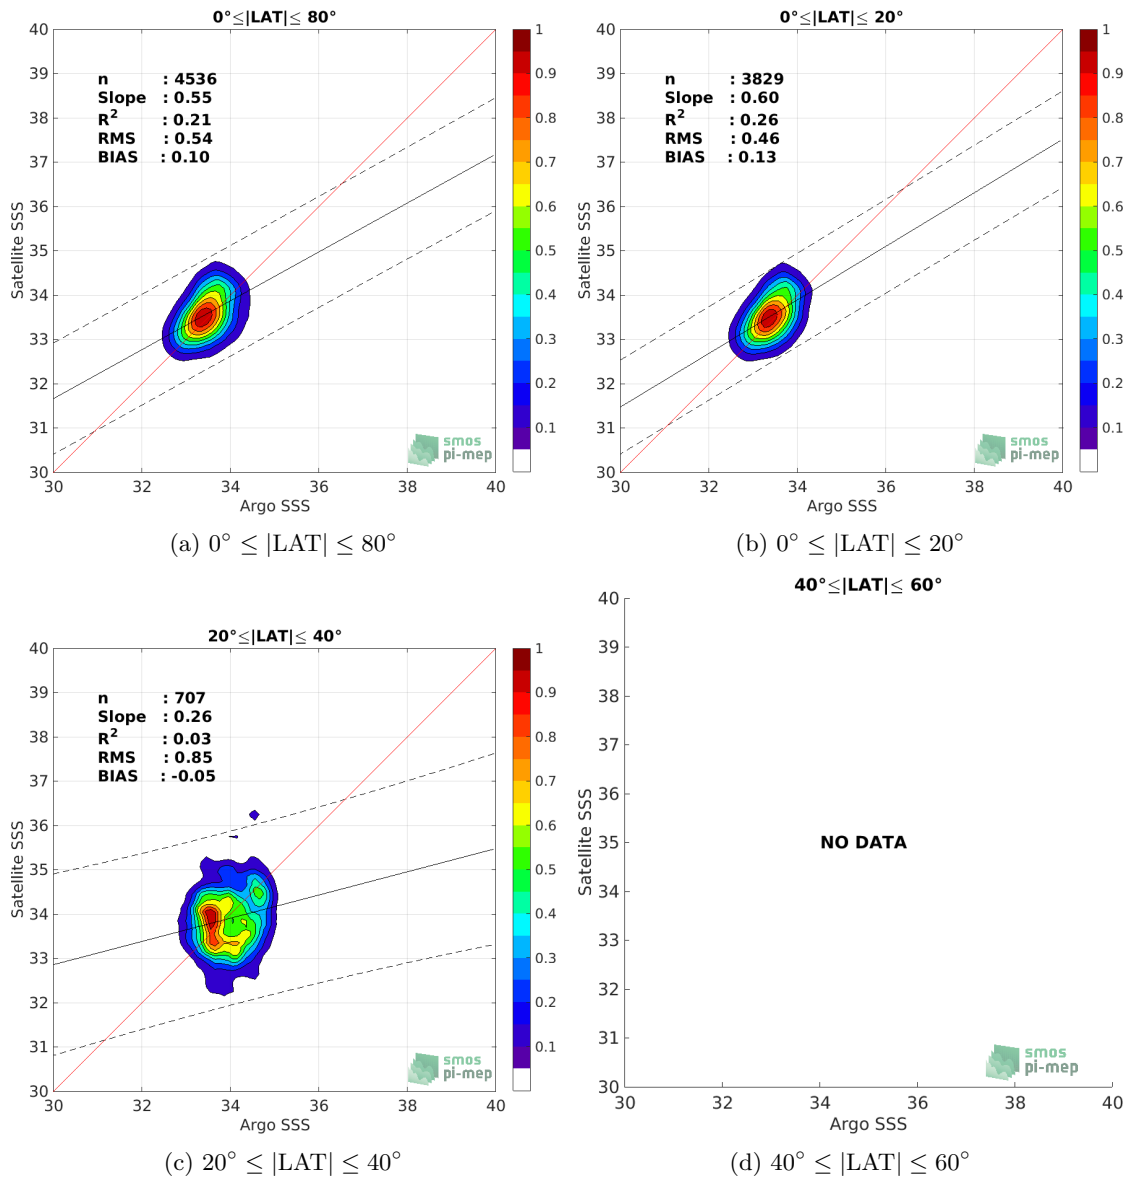 0°≤|LAT|≤ 80°
40
39
38
37
36
35
34
33
32
31
30
Satellite SSS
n : 4536
Slope : 0.55
R² : 0.21
RMS : 0.54
BIAS : 0.10
smos
pi-mep
30 32 34 36 38 40
Argo SSS
1
0.9
0.8
0.7
0.6
0.5
0.4
0.3
0.2
0.1
(a) 0° ≤ |LAT| ≤ 80°
0°≤|LAT|≤ 20°
40
39
38
37
36
35
34
33
32
31
30
Satellite SSS
n : 3829
Slope : 0.60
R² : 0.26
RMS : 0.46
BIAS : 0.13
smos
pi-mep
30 32 34 36 38 40
Argo SSS
1
0.9
0.8
0.7
0.6
0.5
0.4
0.3
0.2
0.1
(b) 0° ≤ |LAT| ≤ 20°
20°≤|LAT|≤ 40°
40
39
38
37
36
35
34
33
32
31
30
Satellite SSS
n : 707
Slope : 0.26
R² : 0.03
RMS : 0.85
BIAS : -0.05
smos
pi-mep
30 32 34 36 38 40
Argo SSS
1
0.9
0.8
0.7
0.6
0.5
0.4
0.3
0.2
0.1
(c) 20° ≤ |LAT| ≤ 40°
40°≤|LAT|≤ 60°
40
39
38
37
36
35
34
33
32
31
30
Satellite SSS
NO DATA
smos
pi-mep
30 32 34 36 38 40
Argo SSS
(d) 40° ≤ |LAT| ≤ 60°